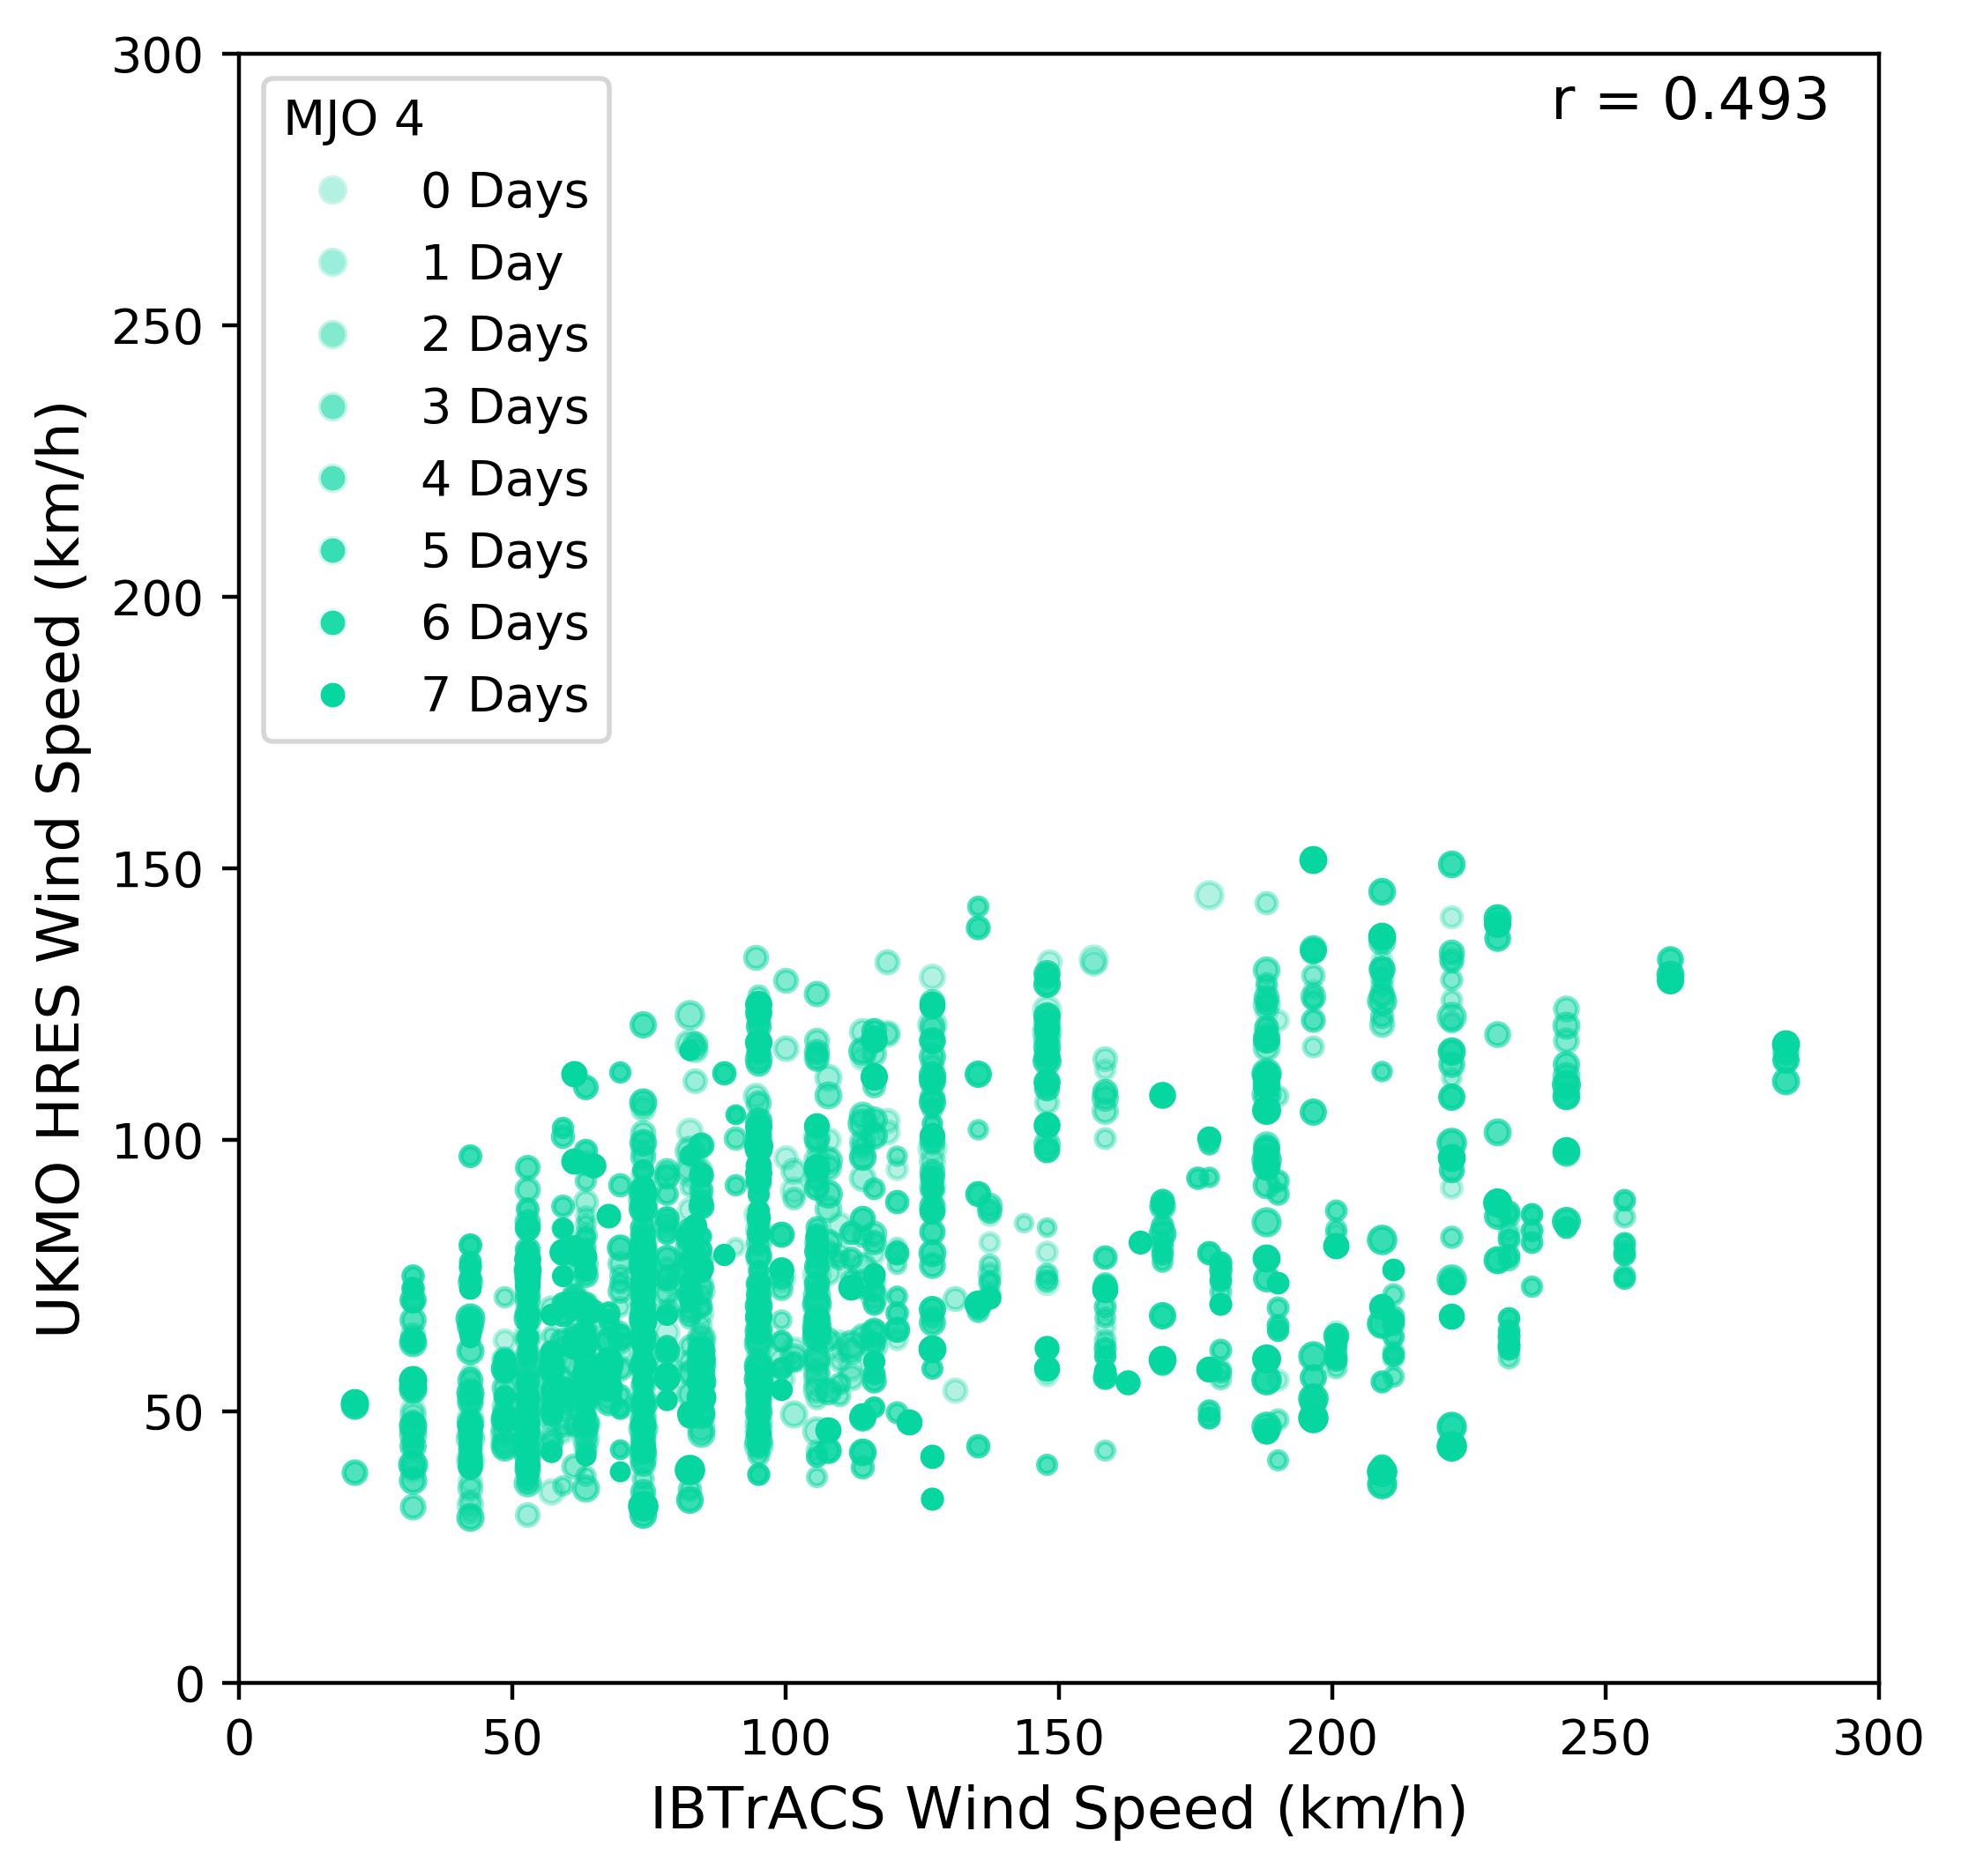 r = 0.493
MJO 4
0 Days
1 Day
2 Days
3 Days
4 Days
5 Days
6 Days
7 Days
UKMO HRES Wind Speed (km/h)
300
250
200
150
100
50
0
0 50 100 150 200 250 300
IBTrACS Wind Speed (km/h)